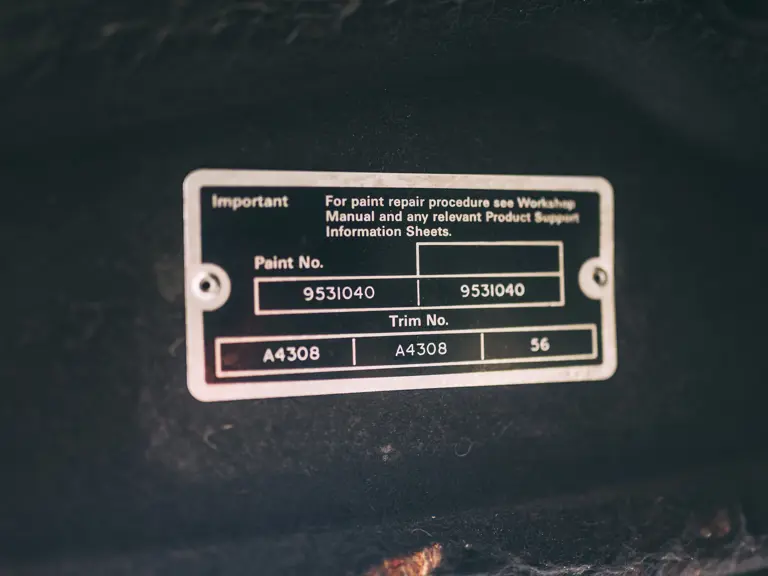 Important
For paint repair procedure see Workshop
Manual and any relevant Product Support
Information Sheets.
Paint No.
9531040 9531040
Trim No.
A4308 A4308 56